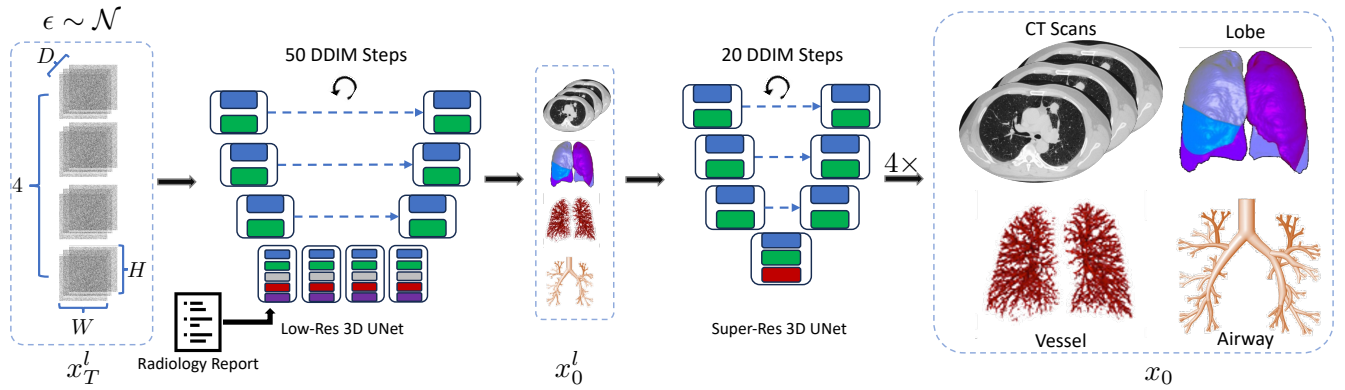 ϵ ∼ 𝒩
D
4
H
W
x_T^l
50 DDIM Steps
Low-Res 3D UNet
Radiology Report
x_0^l
20 DDIM Steps
Super-Res 3D UNet
4×
CT Scans
Lobe
Vessel
Airway
x_0